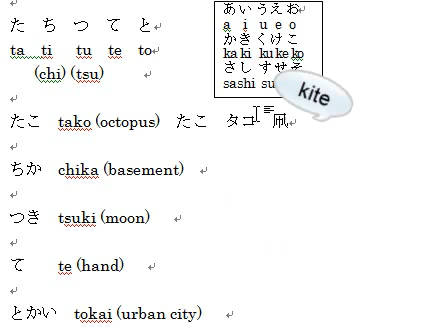 た ち つ て と
ta ti tu te to
(chi) (tsu)
あいうえお
a i u e o
かきくけこ
ka ki ku ke ko
さし すせそ
sashi su
kite
たこ tako (octopus) たこ タコ 凧
ちか chika (basement)
つき tsuki (moon)
て te (hand)
とかい tokai (urban city)